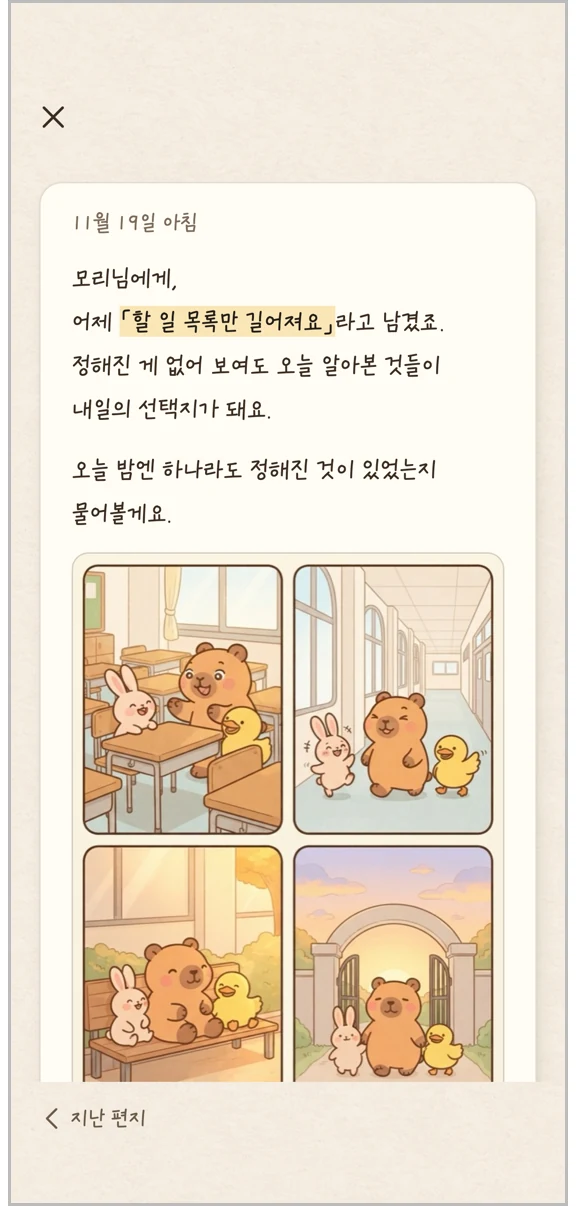 11월 19일 아침
모리님에게,
어제 「할 일 목록만 길어져요」라고 남겼죠.
정해진 게 없어 보여도 오늘 알아본 것들이
내일의 선택지가 돼요.
오늘 밤엔 하나라도 정해진 것이 있었는지
물어볼게요.
지난 편지